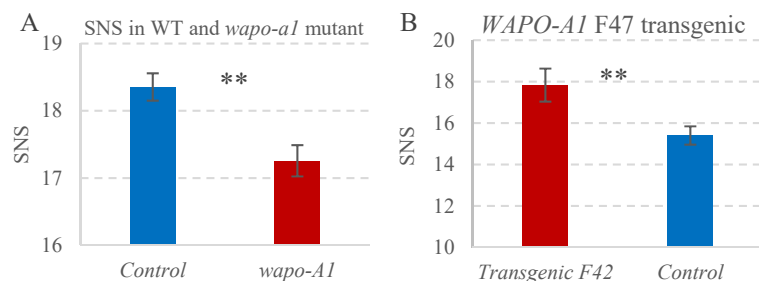 A
SNS in WT and wapo-a1 mutant
19
18
17
16
SNS
**
Control
wapo-A1
B
WAPO-A1 F47 transgenic
20
18
16
14
12
10
SNS
**
Transgenic F42
Control